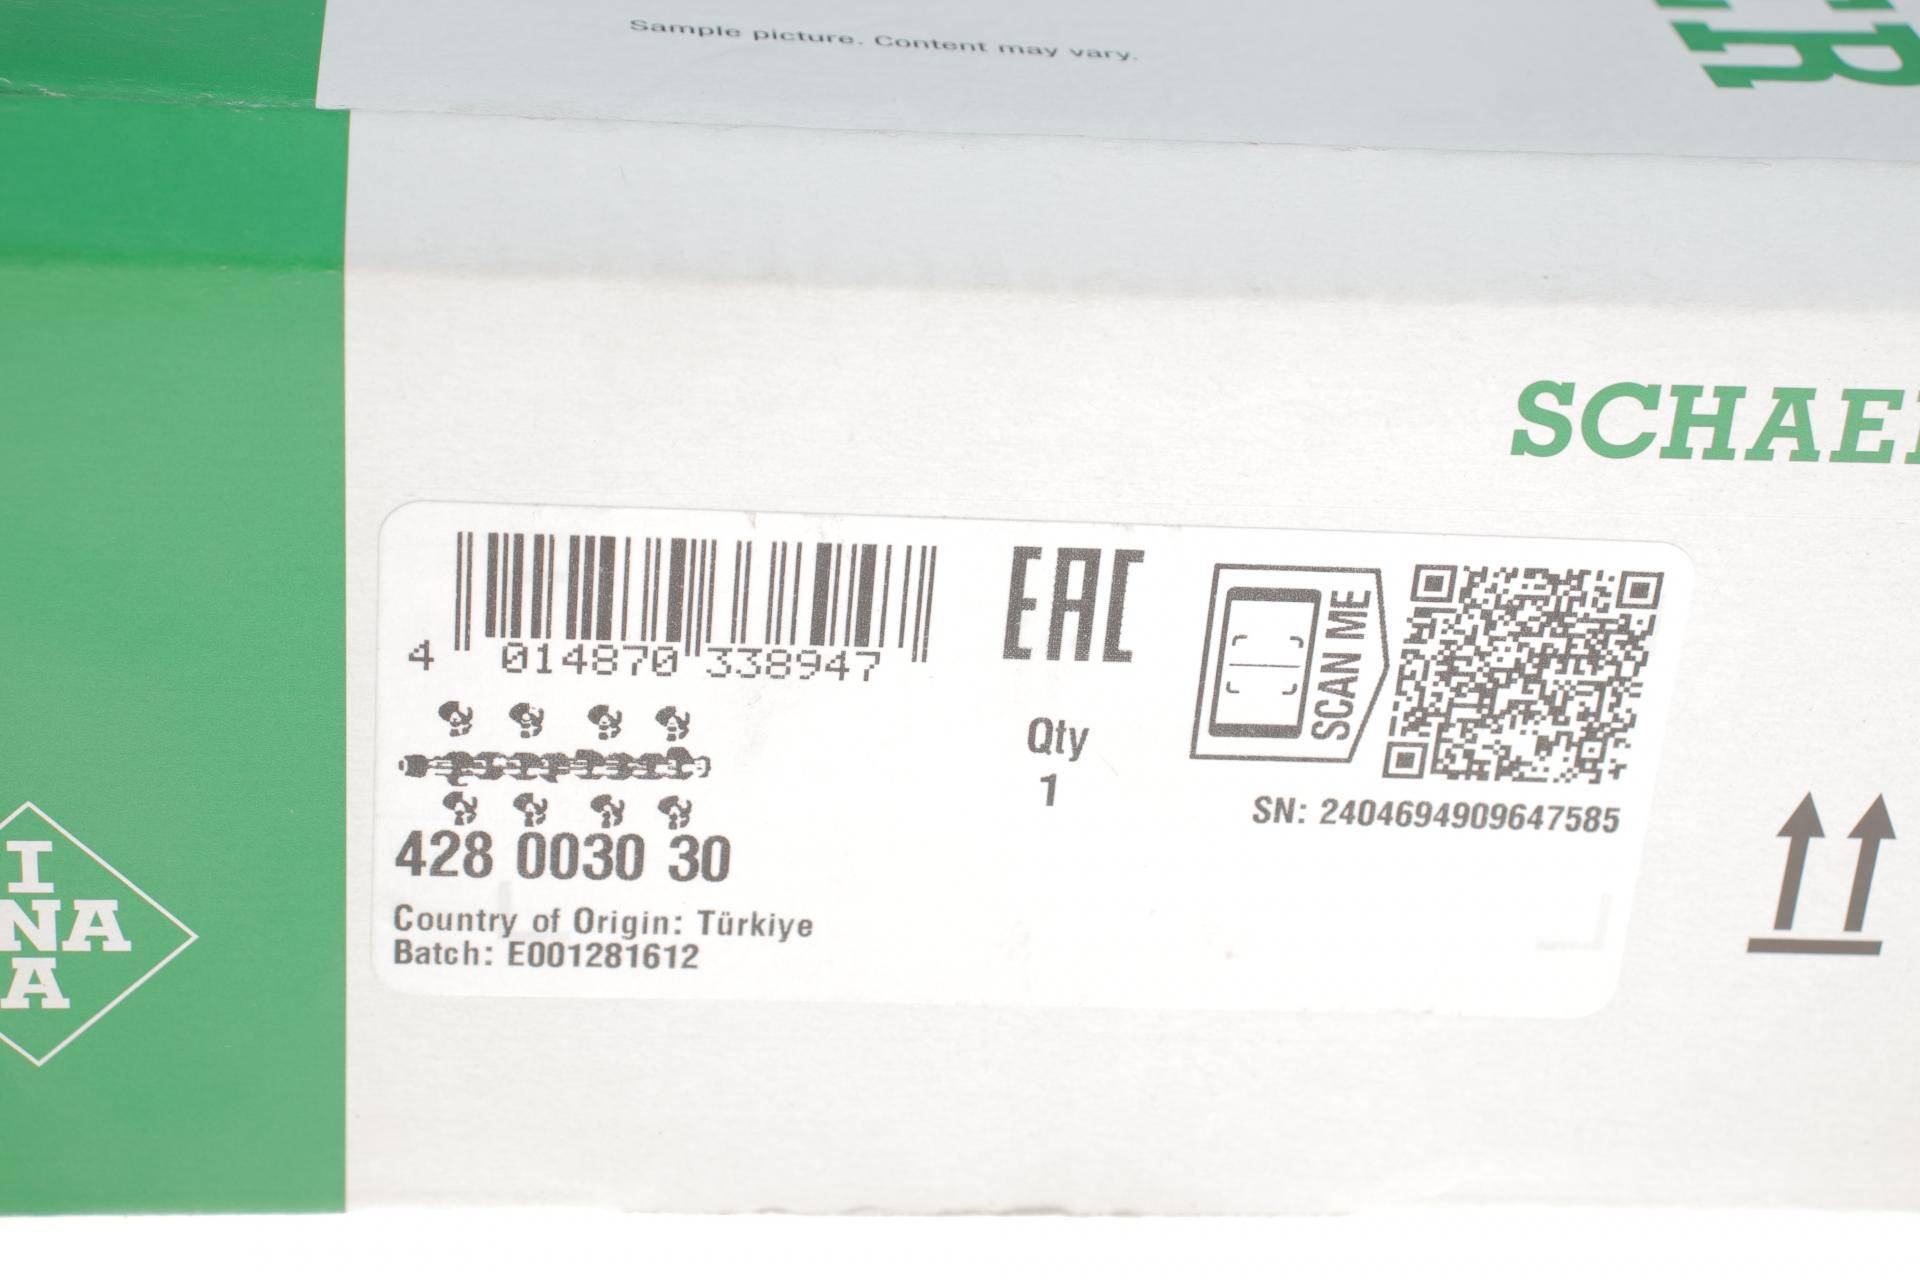 Sample picture. Content may vary.
SCHAE
4 014870 338947
EAC
SCAN ME
Qty
1
SN: 2404694909647585
428 0030 30
Country of Origin: Türkiye
Batch: E001281612
I
NA
A